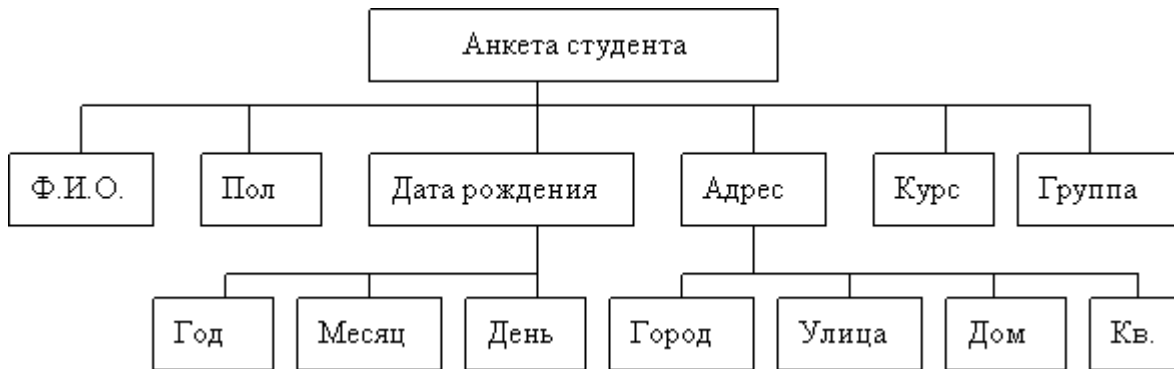 Анкета студента
Ф.И.О. Пол Дата рождения Адрес Курс Группа
Год Месяц День Город Улица Дом Кв.